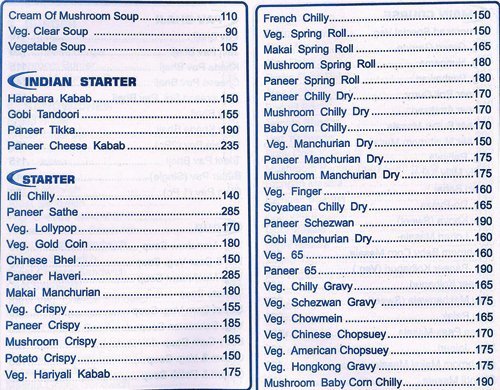 Cream Of Mushroom Soup.....................110
Veg. Clear Soup.....................90
Vegetable Soup.....................105
INDIAN STARTER
Harabara Kabab.....................150
Gobi Tandoori.....................155
Paneer Tikka.....................190
Paneer Cheese Kabab.....................235
STARTER
Idli Chilly.....................140
Paneer Sathe.....................285
Veg. Lollypop.....................170
Veg. Gold Coin.....................180
Chinese Bhel.....................150
Paneer Haveri.....................285
Makai Manchurian.....................180
Veg. Crispy.....................155
Paneer Crispy.....................185
Mushroom Crispy.....................185
Potato Crispy.....................150
Veg. Hariyali Kabab.....................175
French Chilly.....................150
Veg. Spring Roll.....................150
Makai Spring Roll.....................165
Mushroom Spring Roll.....................180
Paneer Spring Roll.....................180
Paneer Chilly Dry.....................170
Mushroom Chilly Dry.....................170
Baby Corn Chilly.....................170
Veg. Manchurian Dry.....................150
Paneer Manchurian Dry.....................175
Mushroom Manchurian Dry.....................175
Veg. Finger.....................160
Soyabean Chilly Dry.....................165
Paneer Schezwan.....................190
Gobi Manchurian Dry.....................160
Veg. 65.....................160
Paneer 65.....................190
Veg. Chilly Gravy.....................165
Veg. Schezwan Gravy.....................175
Veg. Chowmein.....................165
Veg. Chinese Chopsuey.....................170
Veg. American Chopsuey.....................175
Veg. Hongkong Gravy.....................175
Mushroom Baby Corn Chilly.....................190